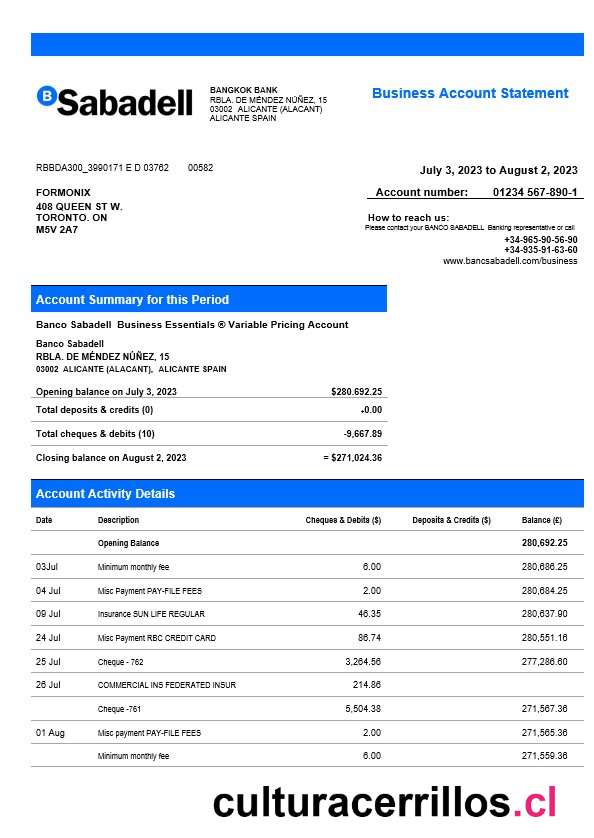 B Sabadell
BANGKOK BANK
RBLA. DE MÉNDEZ NÚÑEZ, 15
03002 ALICANTE (ALACANT)
ALICANTE SPAIN
Business Account Statement
RBBDA300_3990171 E D 03762 00582
July 3, 2023 to August 2, 2023
FORMONIX
408 QUEEN ST W.
TORONTO. ON
M5V 2A7
Account number: 01234 567-890-1
How to reach us:
Please contact your BANCO SABADELL Banking representative or call
+34-965-90-56-90
+34-935-91-63-60
www.bancsabadell.com/business
Account Summary for this Period
Banco Sabadell Business Essentials ® Variable Pricing Account
Banco Sabadell
RBLA. DE MÉNDEZ NÚÑEZ, 15
03002 ALICANTE (ALACANT), ALICANTE SPAIN
Opening balance on July 3, 2023 $280.692.25
Total deposits & credits (0) +0.00
Total cheques & debits (10) -9,667.89
Closing balance on August 2, 2023 = $271,024.36
Account Activity Details
Date Description Cheques & Debits ($) Deposits & Credits ($) Balance (£)
Opening Balance 280,692.25
03Jul Minimum monthly fee 6.00 280,686.25
04 Jul Misc Payment PAY-FILE FEES 2.00 280,684.25
09 Jul Insurance SUN LIFE REGULAR 46.35 280,637.90
24 Jul Misc Payment RBC CREDIT CARD 86.74 280,551.16
25 Jul Cheque - 762 3,264.56 277,286.60
26 Jul COMMERCIAL INS FEDERATED INSUR 214.86
Cheque -761 5,504.38 271,567.36
01 Aug Misc payment PAY-FILE FEES 2.00 271,565.36
Minimum monthly fee 6.00 271,559.36
culturacerrillos.cl